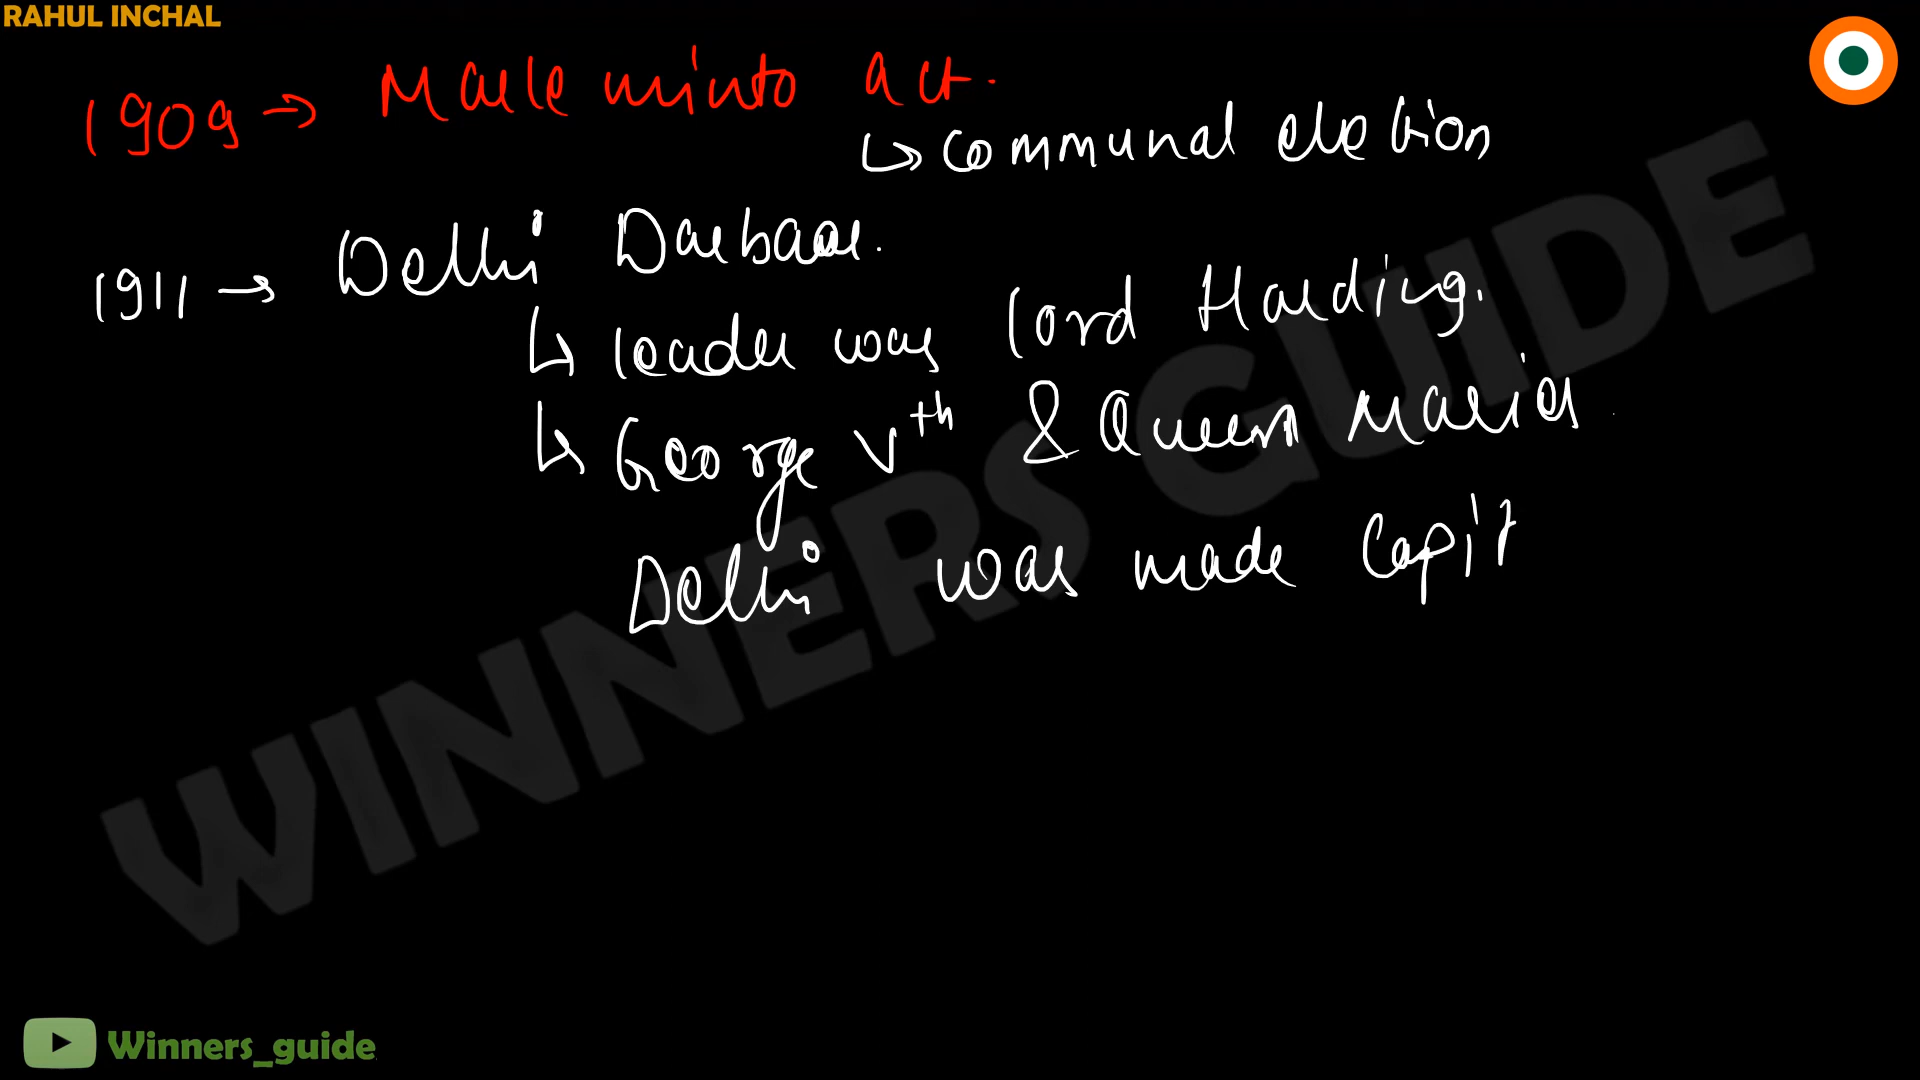 RAHUL INCHAL
1909 → Marle minto act.
↳ communal election
1911 → Delhi Darbaar.
↳ leader was lord Harding.
↳ George Vth & Queen Maria
Delhi was made Capit
WINNERS GUIDE
Winners_guide